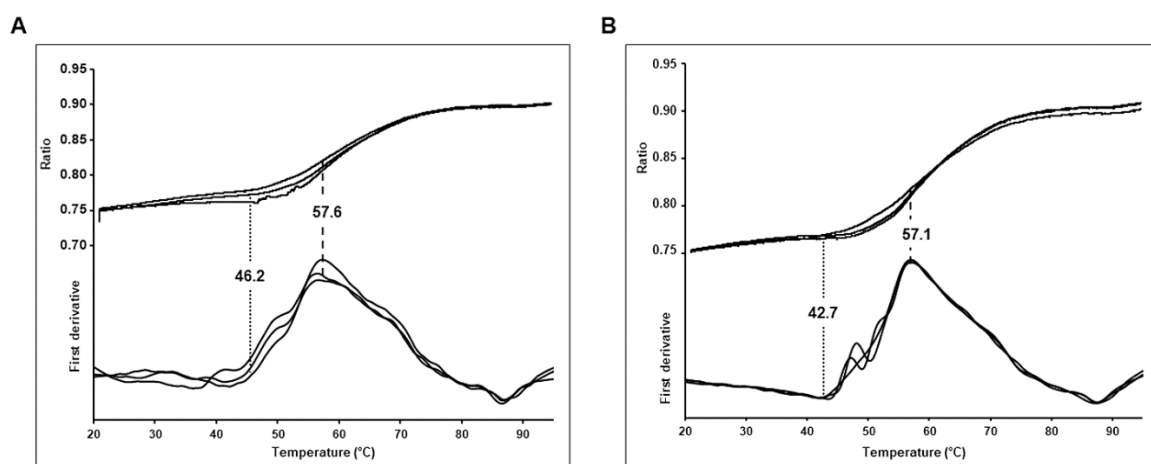 A
0.95
0.90
0.85
0.80
0.75
0.70
Ratio
First derivative
57.6
46.2
20 30 40 50 60 70 80 90
Temperature (°C)
B
0.95
0.90
0.85
0.80
0.75
Ratio
First derivative
57.1
42.7
20 30 40 50 60 70 80 90
Temperature (°C)